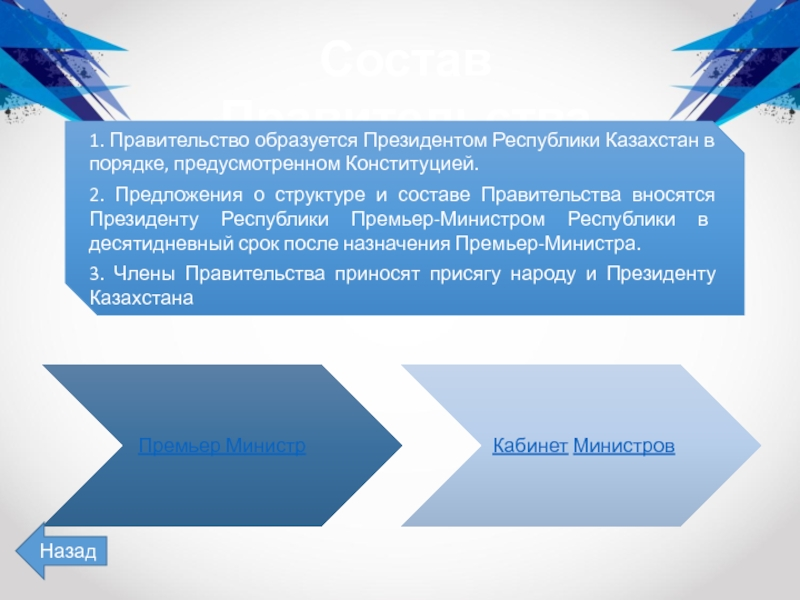 Состав
1. Правительство образуется Президентом Республики Казахстан в
порядке, предусмотренном Конституцией.
2. Предложения о структуре и составе Правительства вносятся
Президенту Республики Премьер-Министром Республики в
десятидневный срок после назначения Премьер-Министра.
3. Члены Правительства приносят присягу народу и Президенту
Казахстана
Премьер Министр
Кабинет Министров
Назад